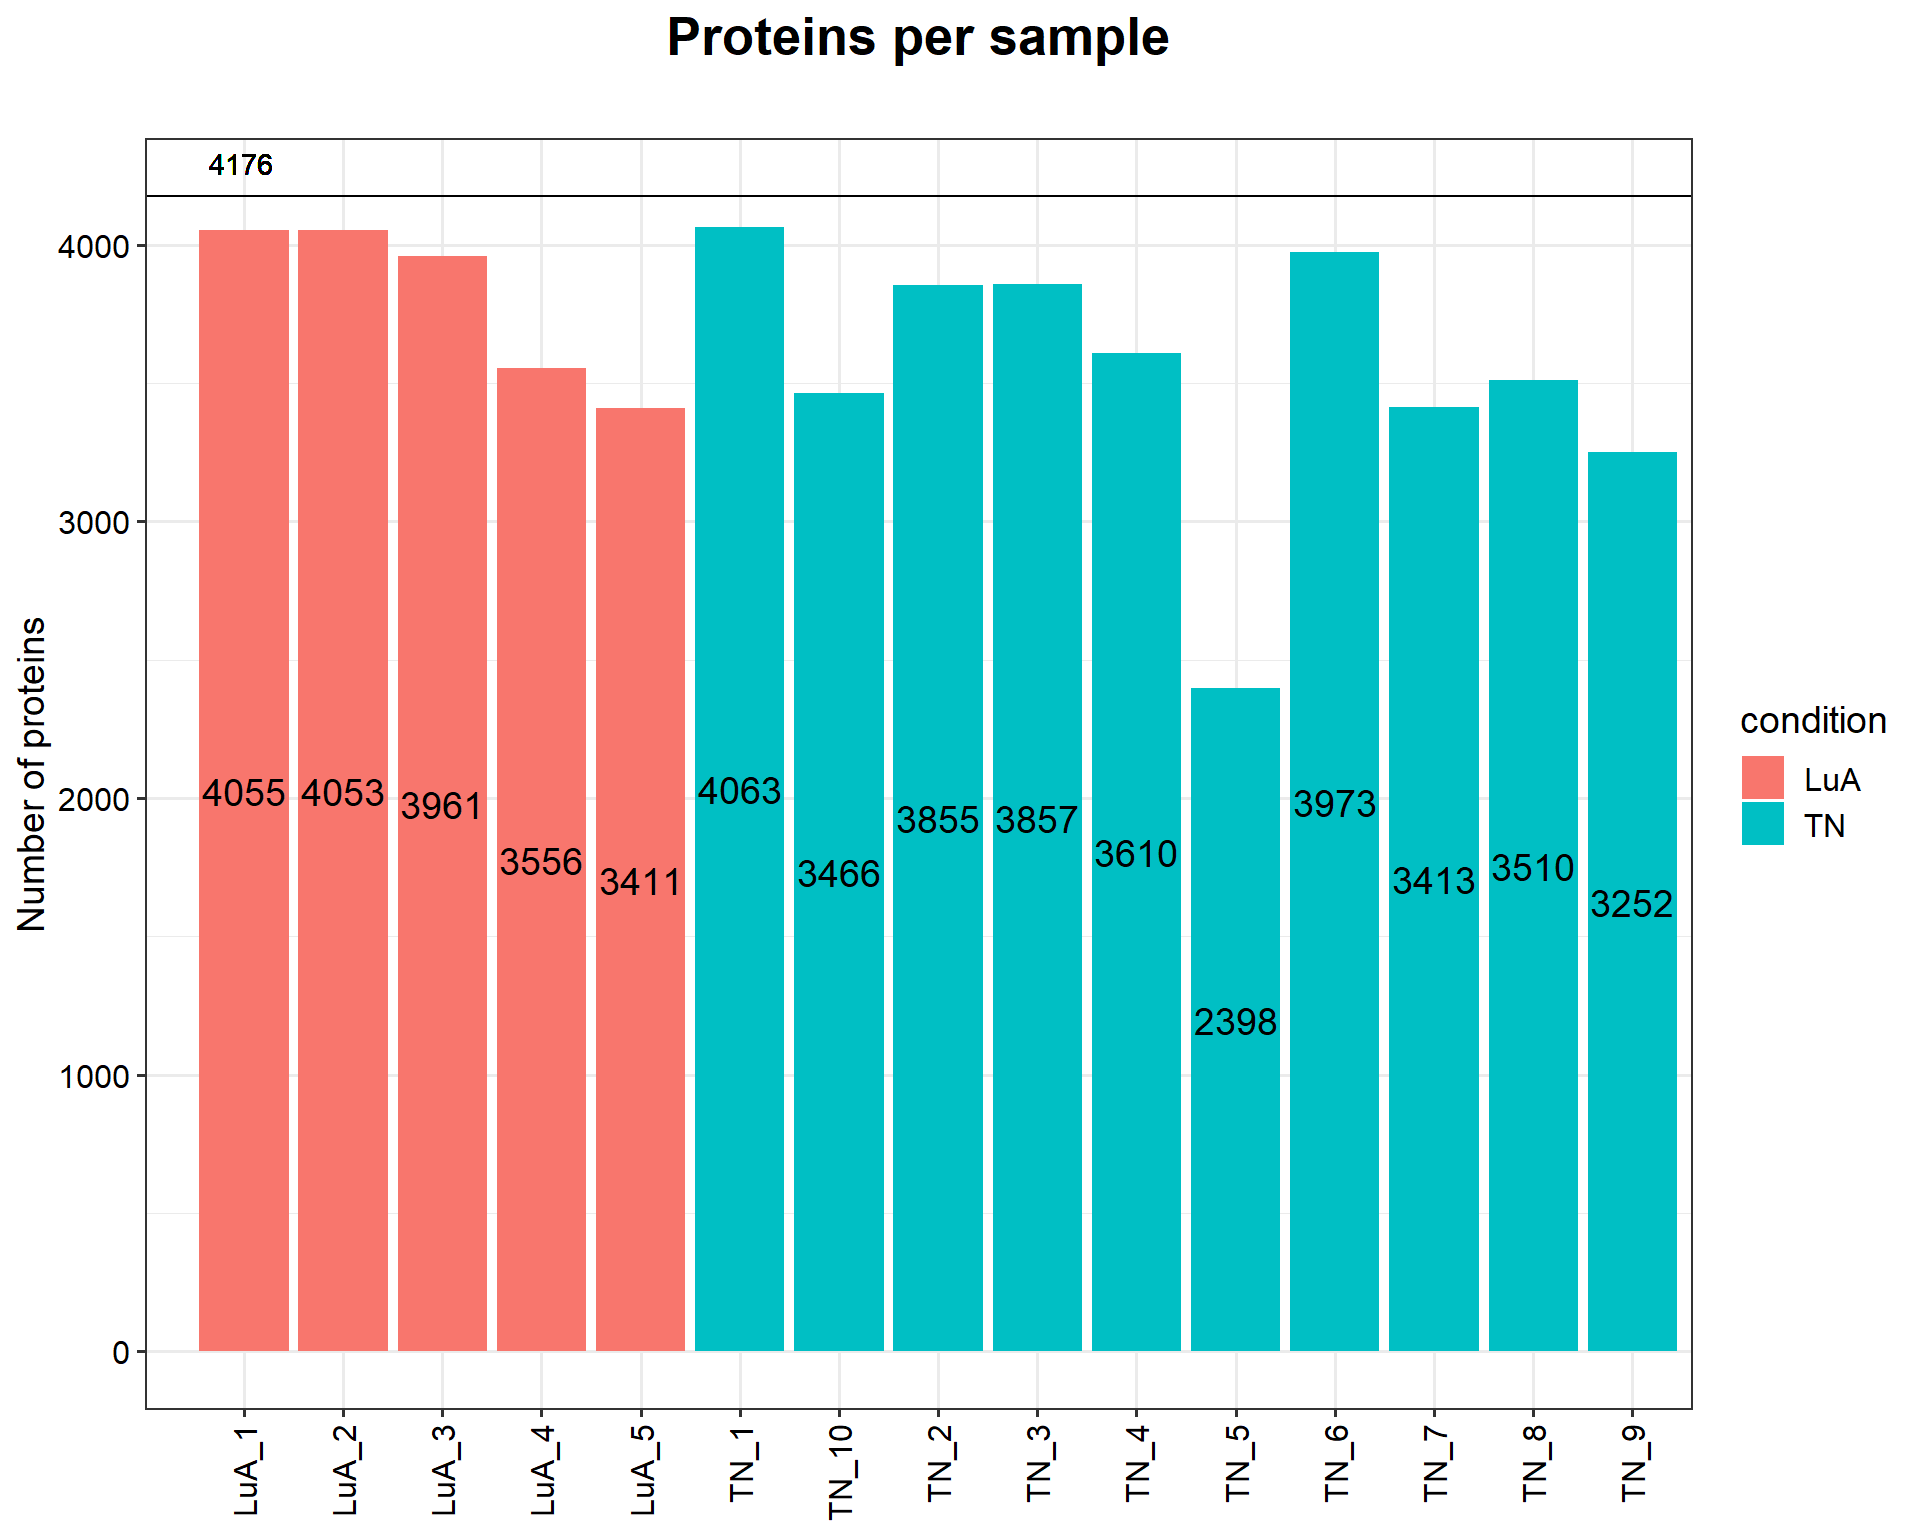 Proteins per sample
4176
4000
3000
2000
1000
0
Number of proteins
4055
4053
3961
3556
3411
4063
3466
3855
3857
3610
2398
3973
3413
3510
3252
LuA_1
LuA_2
LuA_3
LuA_4
LuA_5
TN_1
TN_10
TN_2
TN_3
TN_4
TN_5
TN_6
TN_7
TN_8
TN_9
condition
LuA
TN